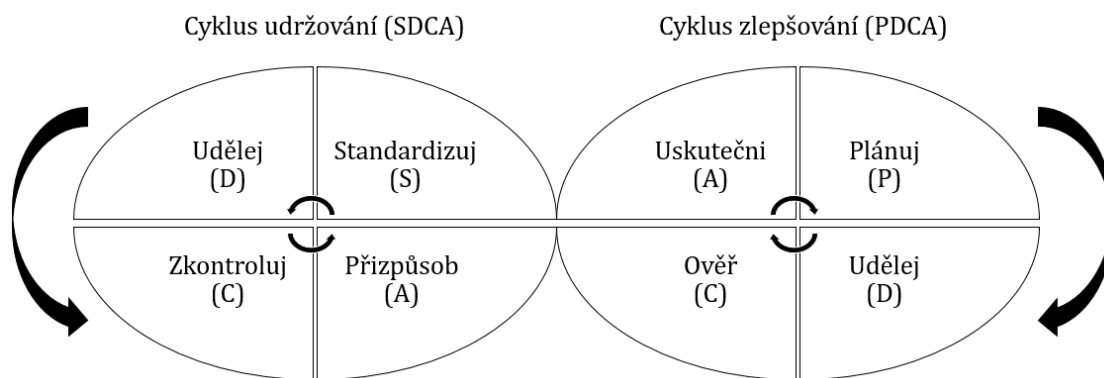 Cyklus udržování (SDCA)
Cyklus zlepšování (PDCA)
Udělej
(D)
Standardizuj
(S)
Uskutečni
(A)
Plánuj
(P)
Zkontroluj
(C)
Přizpůsob
(A)
Ověř
(C)
Udělej
(D)